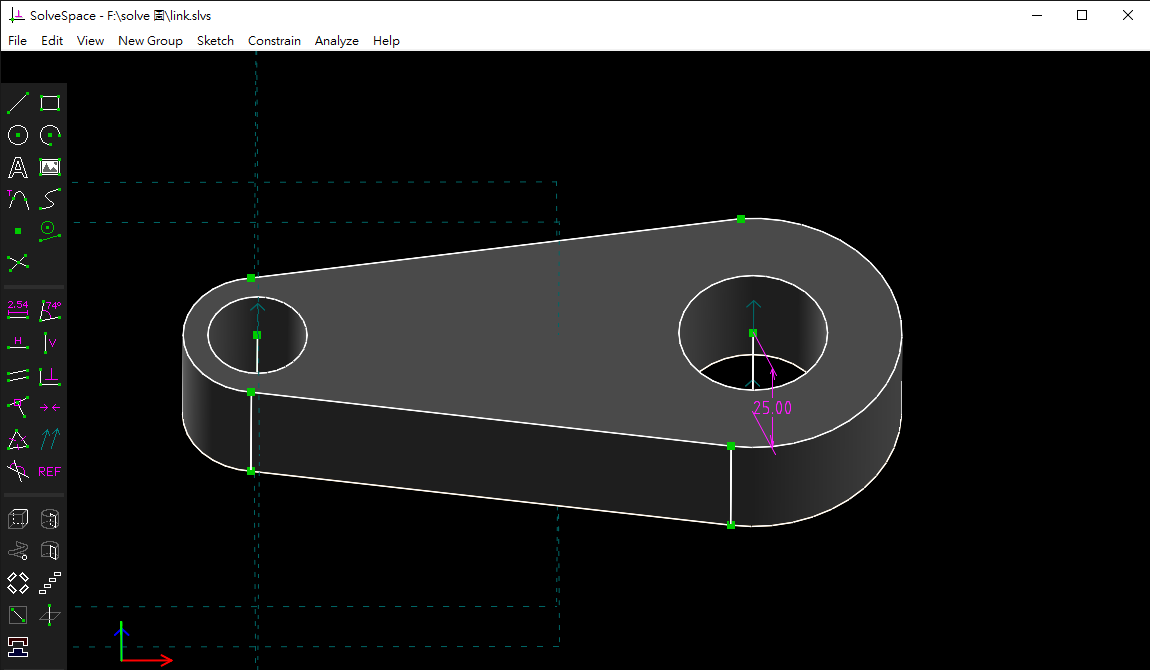 SolveSpace - F:\solve 圖\link.slvs
File Edit View New Group Sketch Constrain Analyze Help
A
T
2.54 74°
H V
REF
25.00